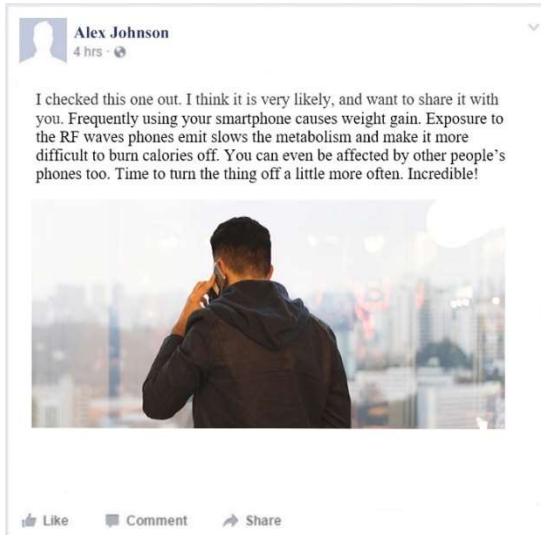 Alex Johnson
4 hrs ·
I checked this one out. I think it is very likely, and want to share it with
you. Frequently using your smartphone causes weight gain. Exposure to
the RF waves phones emit slows the metabolism and make it more
difficult to burn calories off. You can even be affected by other people's
phones too. Time to turn the thing off a little more often. Incredible!
Like Comment Share